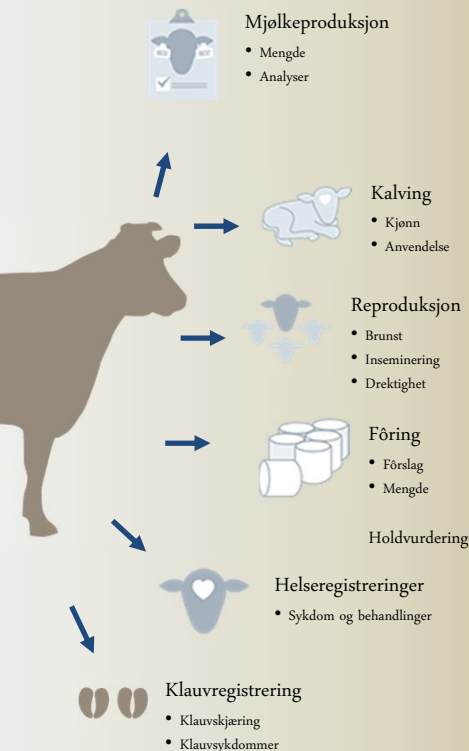 Mjølkeproduksjon
• Mengde
• Analyser
Kalving
• Kjønn
• Anvendelse
Reproduksjon
• Brunst
• Inseminering
• Drektighet
Fôring
• Fôrslag
• Mengde
Holdvurdering
Helseregistreringer
• Sykdom og behandlinger
Klauvregistrering
• Klauvskjæring
• Klauvsykdommer